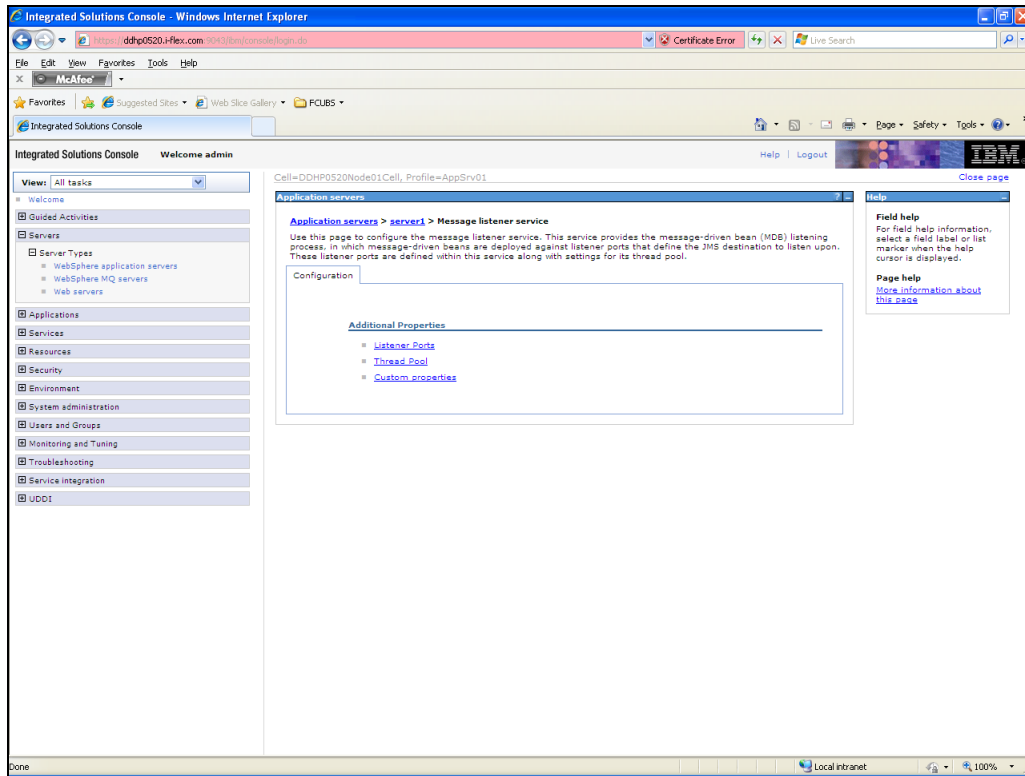 Integrated Solutions Console - Windows Internet Explorer
https://ddhp0520.i-flex.com:9043/ibm/console/login.do
Certificate Error
Live Search
File Edit View Favorites Tools Help
McAfee
Favorites Suggested Sites Web Slice Gallery FCUBS
Integrated Solutions Console
Page Safety Tools
Integrated Solutions Console Welcome admin
Help | Logout
IBM.
View: All tasks
Welcome
Guided Activities
Servers
Server Types
WebSphere application servers
WebSphere MQ servers
Web servers
Applications
Services
Resources
Security
Environment
System administration
Users and Groups
Monitoring and Tuning
Troubleshooting
Service integration
UDDI
Cell=DDHP0520Node01Cell, Profile=AppSrv01
Close page
Application servers
? -
Application servers > server1 > Message listener service
Use this page to configure the message listener service. This service provides the message-driven bean (MDB) listening
process, in which message-driven beans are deployed against listener ports that define the JMS destination to listen upon.
These listener ports are defined within this service along with settings for its thread pool.
Configuration
Additional Properties
Listener Ports
Thread Pool
Custom properties
Help
Field help
For field help information,
select a field label or list
marker when the help
cursor is displayed.
Page help
More information about
this page
Done
Local intranet
100%